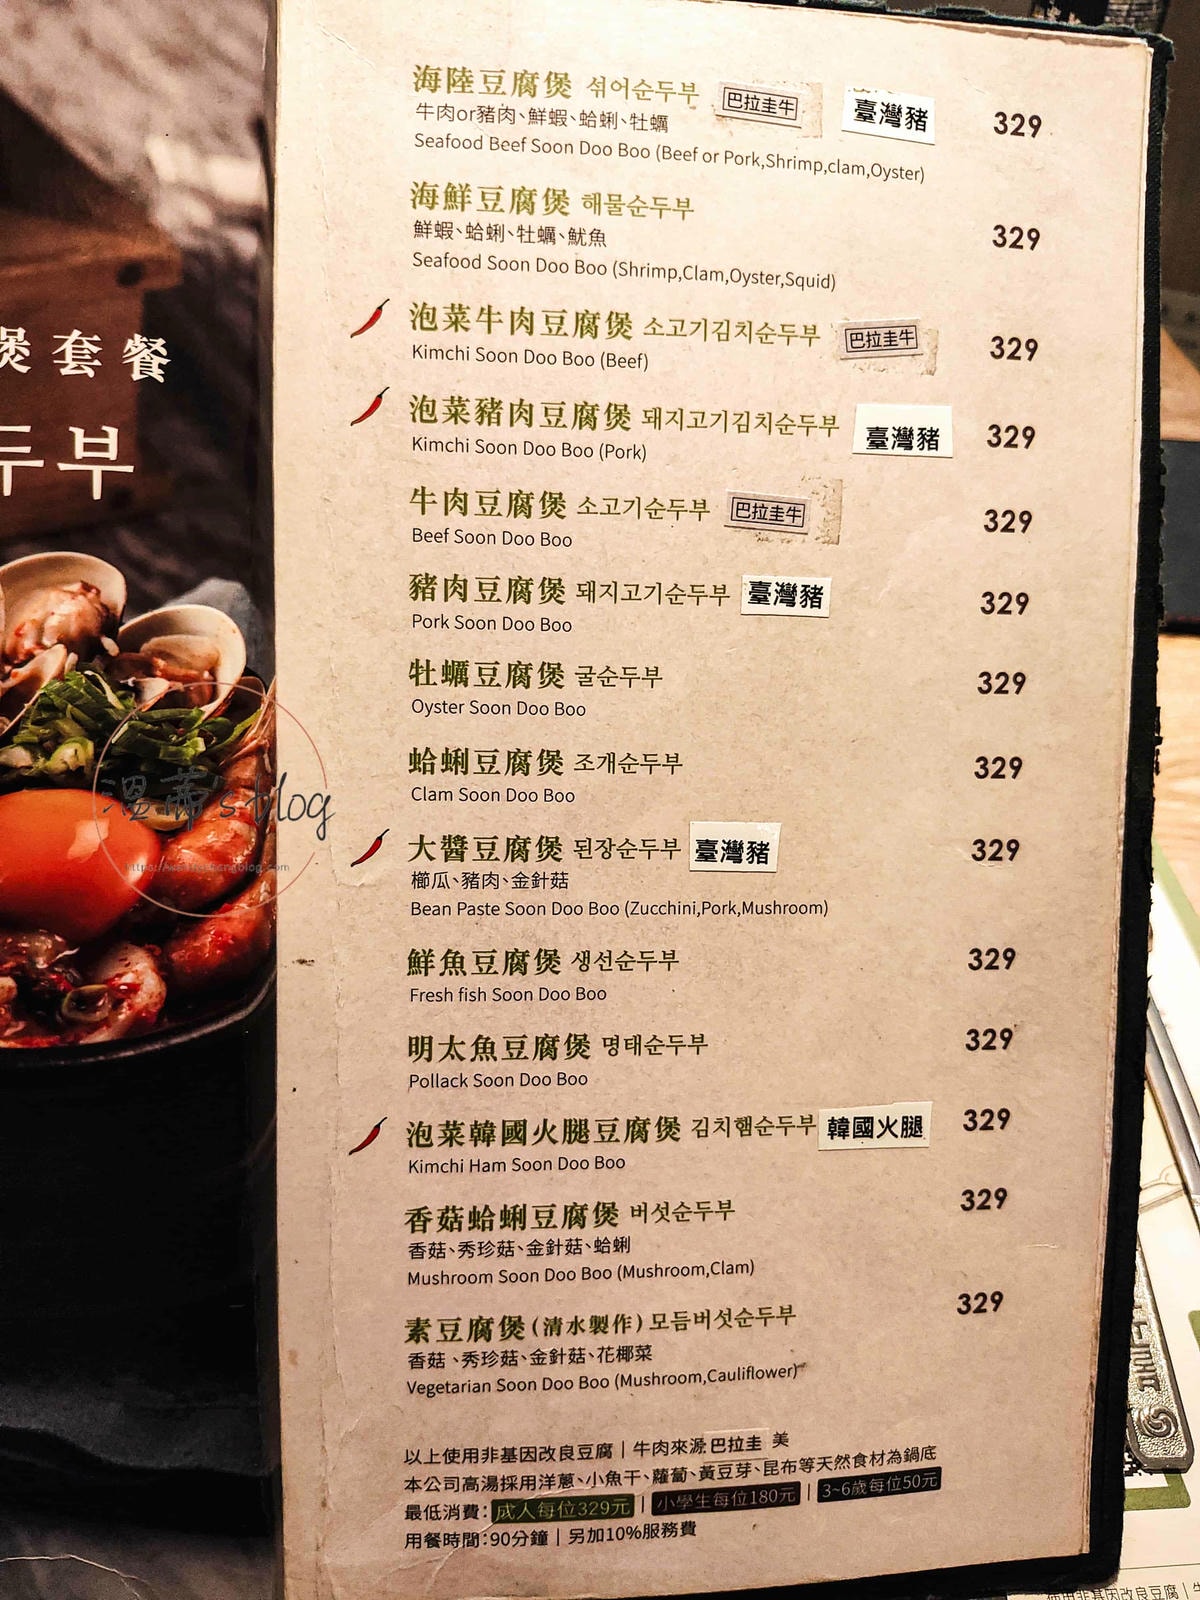 煲套餐
두부
海陸豆腐煲 섞어순두부 巴拉圭牛 臺灣豬 329
牛肉or豬肉、鮮蝦、蛤蜊、牡蠣
Seafood Beef Soon Doo Boo (Beef or Pork,Shrimp,clam,Oyster)
海鮮豆腐煲 해물순두부 329
鮮蝦、蛤蜊、牡蠣、魷魚
Seafood Soon Doo Boo (Shrimp,Clam,Oyster,Squid)
泡菜牛肉豆腐煲 소고기김치순두부 巴拉圭牛 329
Kimchi Soon Doo Boo (Beef)
泡菜豬肉豆腐煲 돼지고기김치순두부 臺灣豬 329
Kimchi Soon Doo Boo (Pork)
牛肉豆腐煲 소고기순두부 巴拉圭牛 329
Beef Soon Doo Boo
豬肉豆腐煲 돼지고기순두부 臺灣豬 329
Pork Soon Doo Boo
牡蠣豆腐煲 굴순두부 329
Oyster Soon Doo Boo
蛤蜊豆腐煲 조개순두부 329
Clam Soon Doo Boo
大醬豆腐煲 된장순두부 臺灣豬 329
櫛瓜、豬肉、金針菇
Bean Paste Soon Doo Boo (Zucchini,Pork,Mushroom)
鮮魚豆腐煲 생선순두부 329
Fresh fish Soon Doo Boo
明太魚豆腐煲 명태순두부 329
Pollack Soon Doo Boo
泡菜韓國火腿豆腐煲 김치햄순두부 韓國火腿 329
Kimchi Ham Soon Doo Boo
香菇蛤蜊豆腐煲 버섯순두부 329
香菇、秀珍菇、金針菇、蛤蜊
Mushroom Soon Doo Boo (Mushroom,Clam)
素豆腐煲(清水製作) 모듬버섯순두부 329
香菇、秀珍菇、金針菇、花椰菜
Vegetarian Soon Doo Boo (Mushroom,Cauliflower)
以上使用非基因改良豆腐｜牛肉來源 巴拉圭 美
本公司高湯採用洋蔥、小魚干、蘿蔔、黃豆芽、昆布等天然食材為鍋底
最低消費：成人每位329元｜小學生每位180元｜3~6歲每位50元
用餐時間：90分鐘｜另加10%服務費
's blog
使用非基因改良豆腐｜